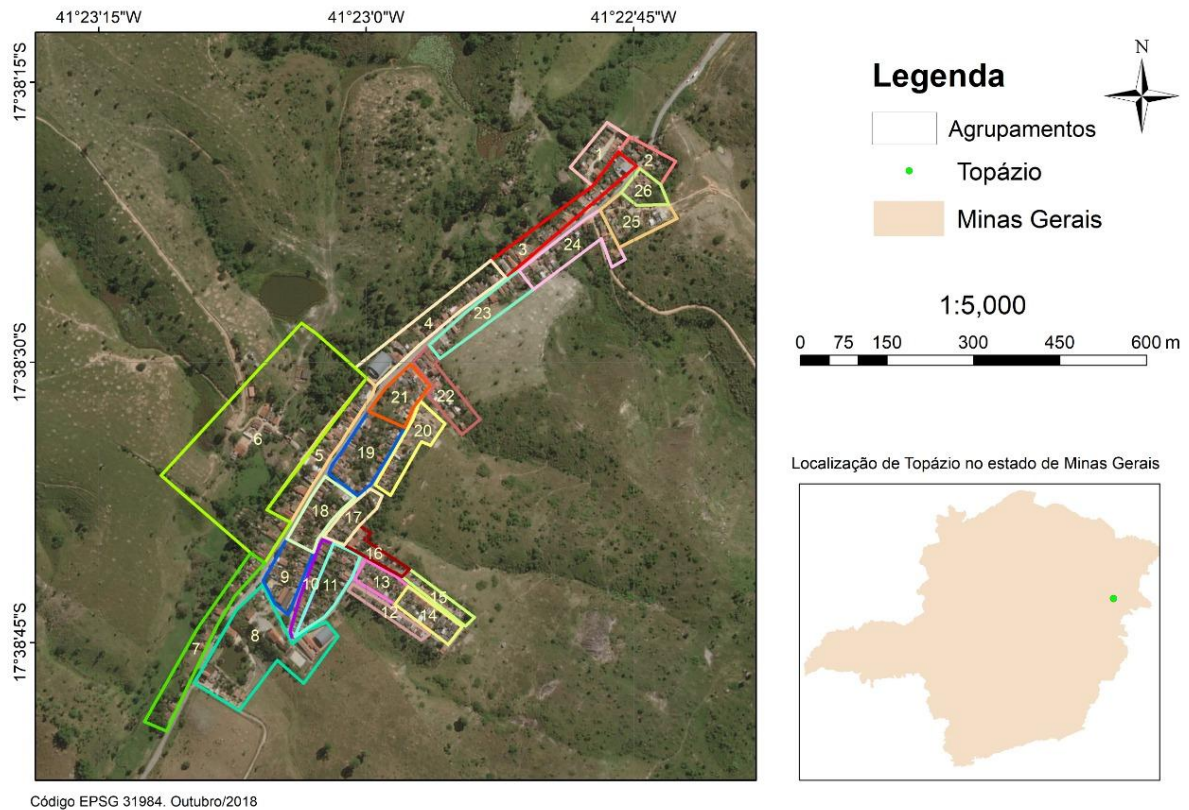 41°23'15"W 41°23'0"W 41°22'45"W
17°38'15"S
17°38'30"S
17°38'45"S
1
2
26
25
3
24
4
23
21
22
20
6
5
19
18
17
16
9
10
11
13
15
12
14
7
8
Legenda
N
Agrupamentos
Topázio
Minas Gerais
1:5,000
0 75 150 300 450 600 m
Localização de Topázio no estado de Minas Gerais
Código EPSG 31984. Outubro/2018